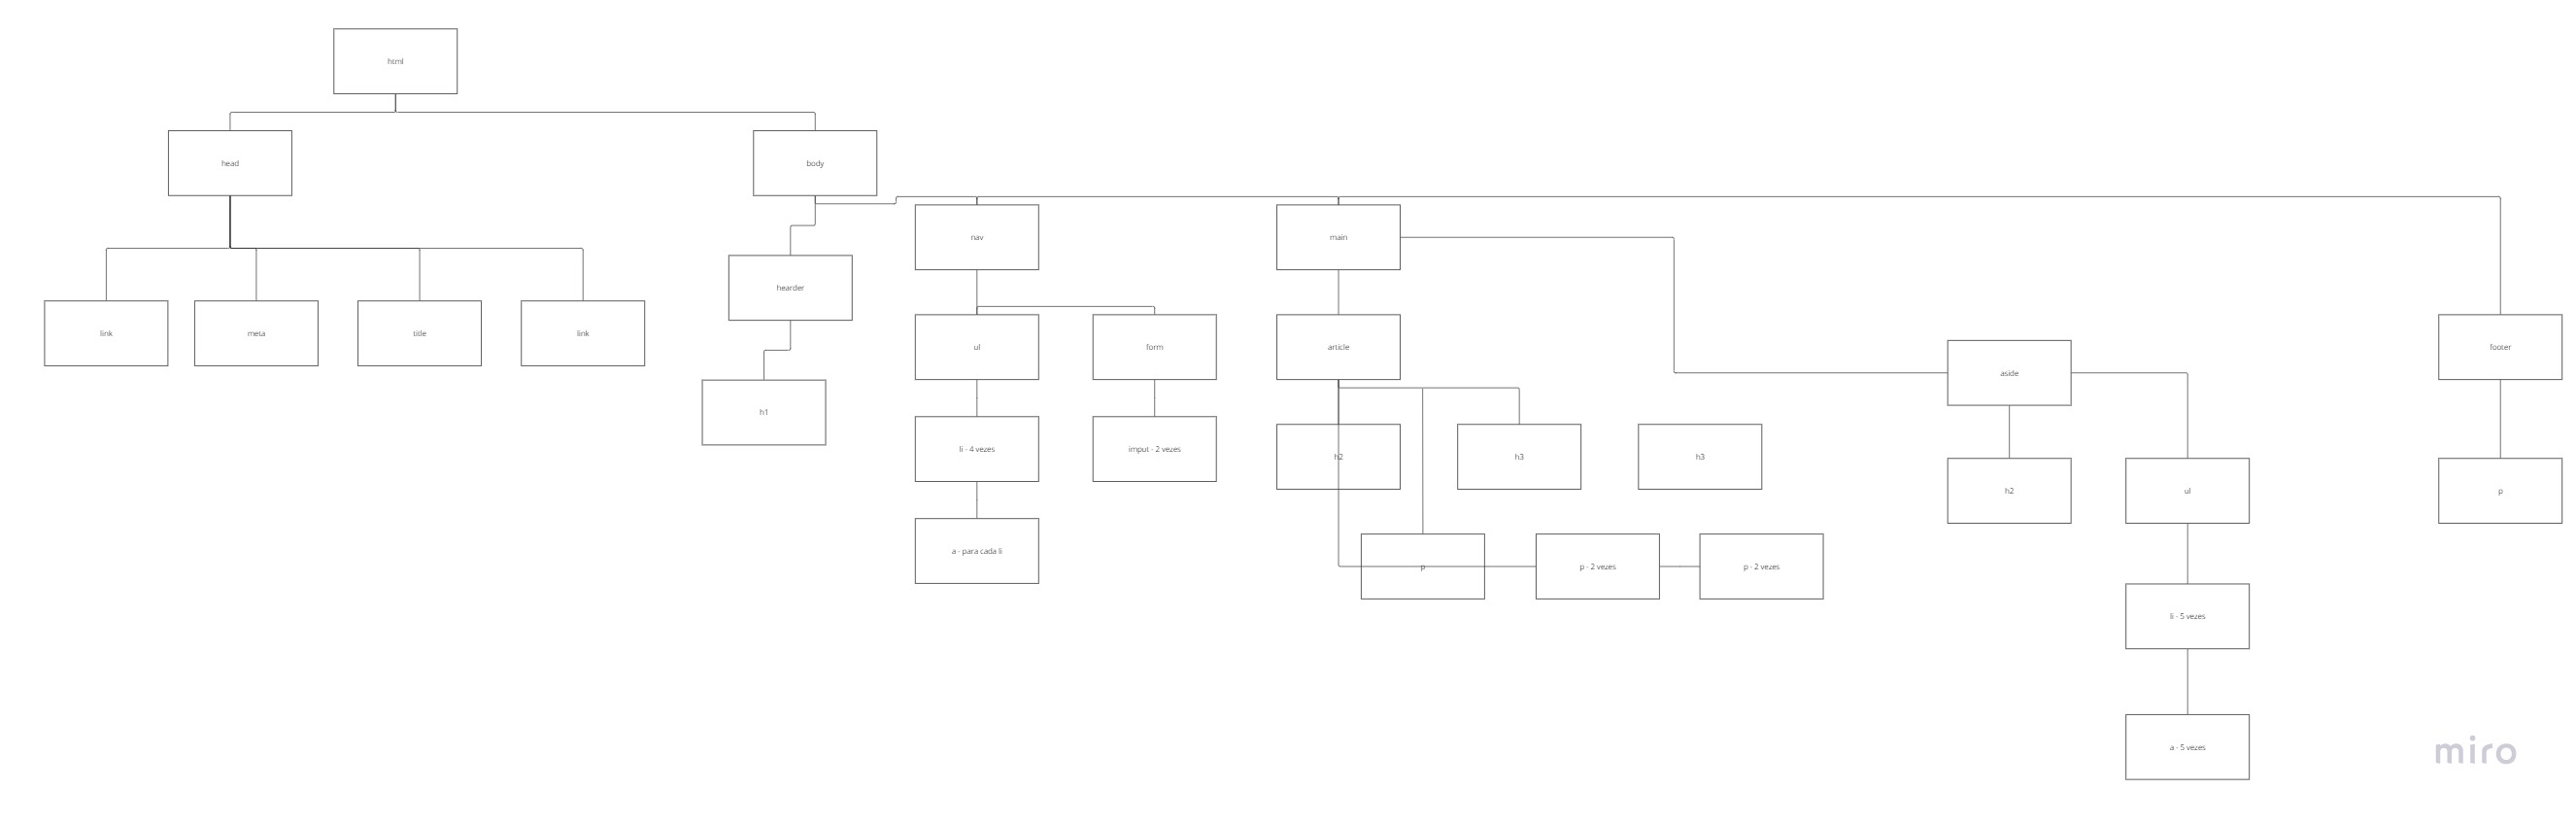 html
head
body
nav
main
hearder
link
meta
title
link
ul
form
article
footer
aside
h1
li - 4 vezes
imput - 2 vezes
h2
h3
h3
h2
ul
p
a - para cada li
p
p - 2 vezes
p - 2 vezes
li - 5 vezes
a - 5 vezes
miro